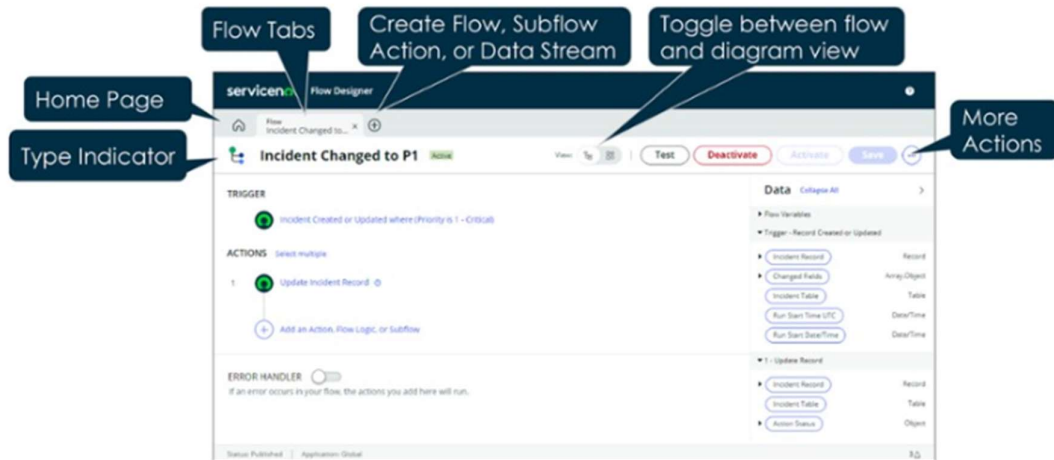 Flow Tabs
Create Flow, Subflow
Action, or Data Stream
Toggle between flow
and diagram view
Home Page
Type Indicator
More
Actions
servicenow Flow Designer
Flow
Incident Changed to...
Incident Changed to P1 Active
View: Test Deactivate Activate Save
TRIGGER
Incident Created or Updated where (Priority is 1 - Critical)
ACTIONS Select multiple
1 Update Incident Record
Add an Action, Flow Logic, or Subflow
ERROR HANDLER
If an error occurs in your flow, the actions you add here will run.
Data Collapse All
Flow Variables
Trigger - Record Created or Updated
Incident Record Record
Changed Fields Array.Object
Incident Table Table
Run Start Time UTC Date/Time
Run Start Date/Time Date/Time
1 - Update Record
Incident Record Record
Incident Table Table
Action Status Object
Status: Published | Application: Global